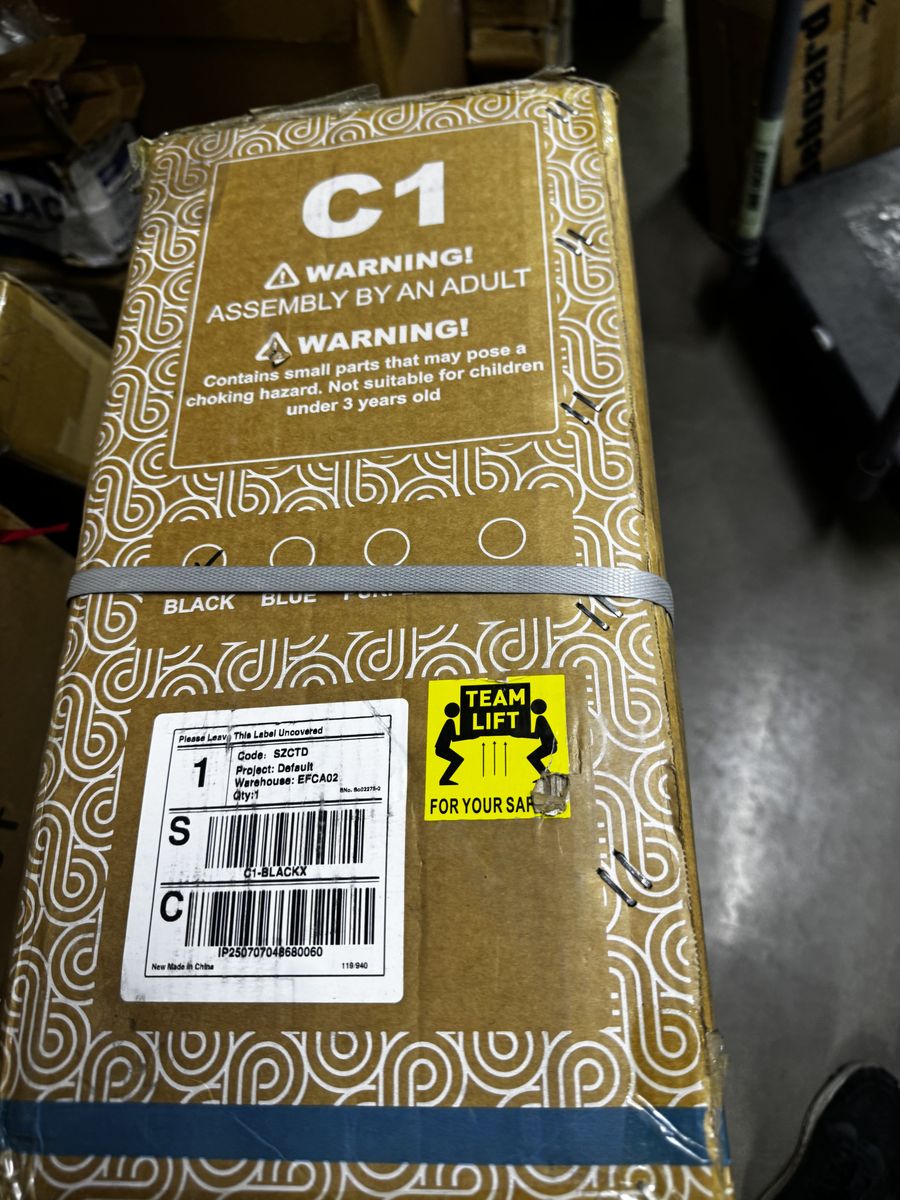 C1
WARNING!
ASSEMBLY BY AN ADULT
WARNING!
Contains small parts that may pose a
choking hazard. Not suitable for children
under 3 years old
BLACK BLUE
TEAM
LIFT
FOR YOUR
Please Leave This Label Uncovered
1
Code: SZCTD
Project: Default
Warehouse: EFCA02
Qty:1
S
C1-BLACKX
C
IP250707048680060
New Made in China